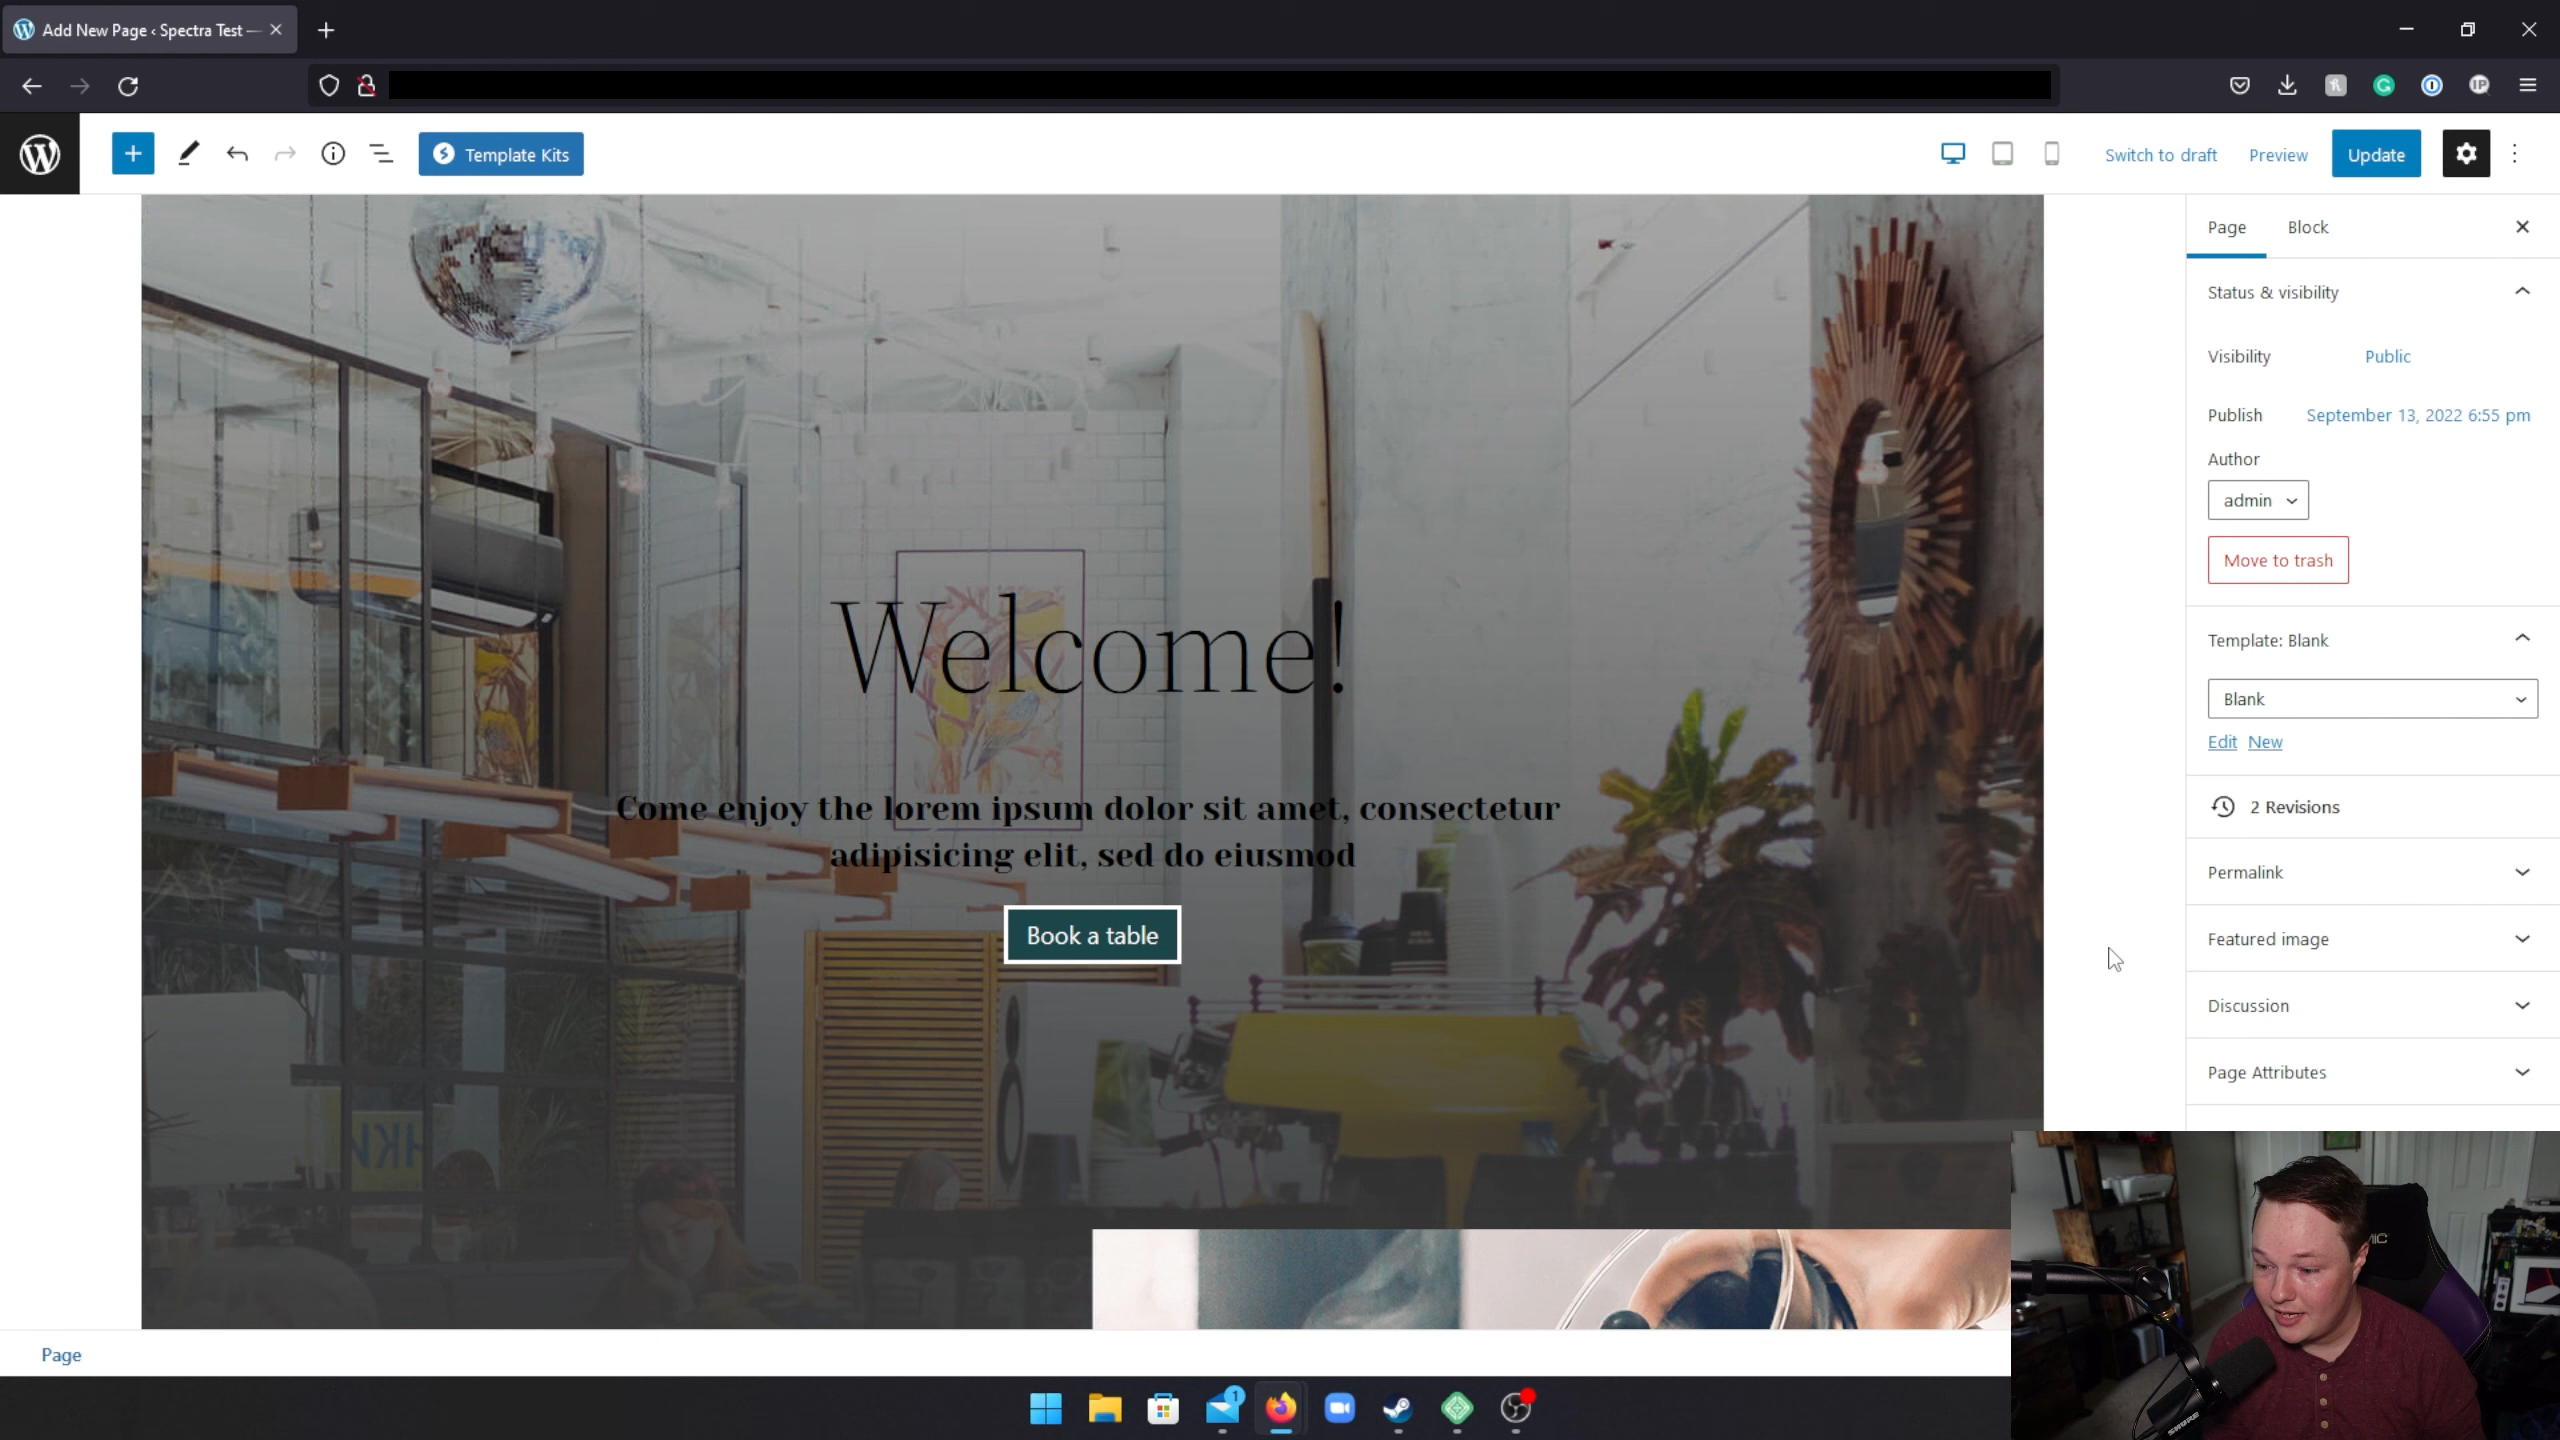 Add New Page ‹ Spectra Test —
Template Kits
Switch to draft
Preview
Update
Page
Block
Status & visibility
Visibility
Public
Publish
September 13, 2022 6:55 pm
Author
admin
Move to trash
Template: Blank
Blank
Edit New
2 Revisions
Permalink
Featured image
Discussion
Page Attributes
Welcome!
Come enjoy the lorem ipsum dolor sit amet, consectetur
adipisicing elit, sed do eiusmod
Book a table
Page
1
SHURE